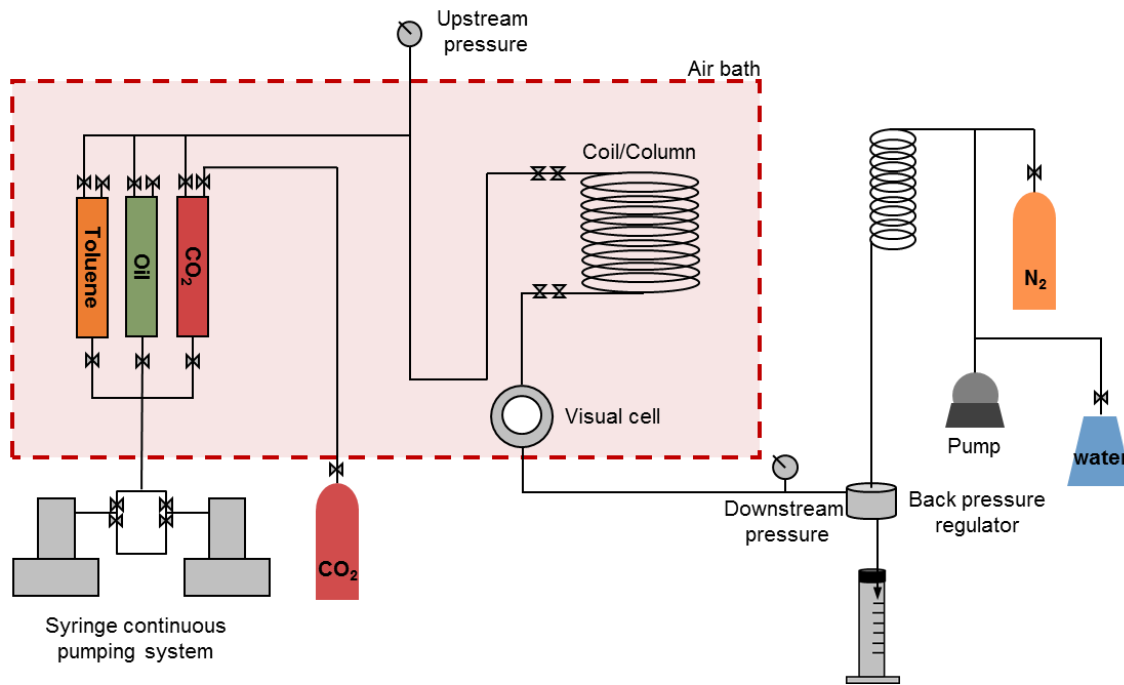 Upstream
pressure
Air bath
Coil/Column
Toluene
Oil
CO₂
N₂
Visual cell
Pump
water
Downstream
pressure
Back pressure
regulator
CO₂
Syringe continuous
pumping system